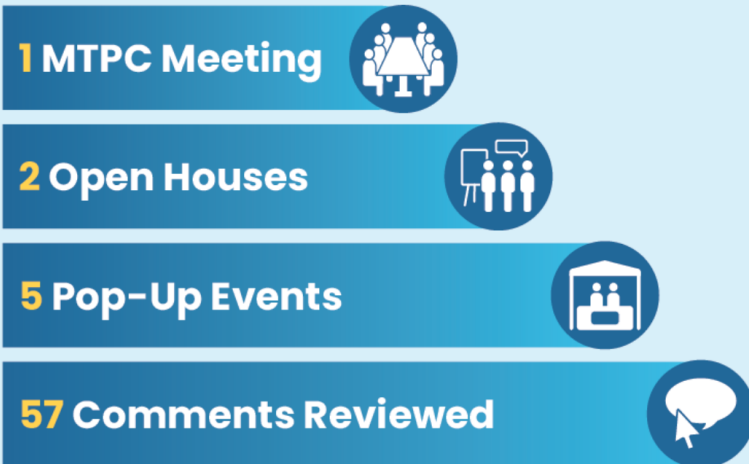 1 MTPC Meeting
2 Open Houses
5 Pop-Up Events
57 Comments Reviewed